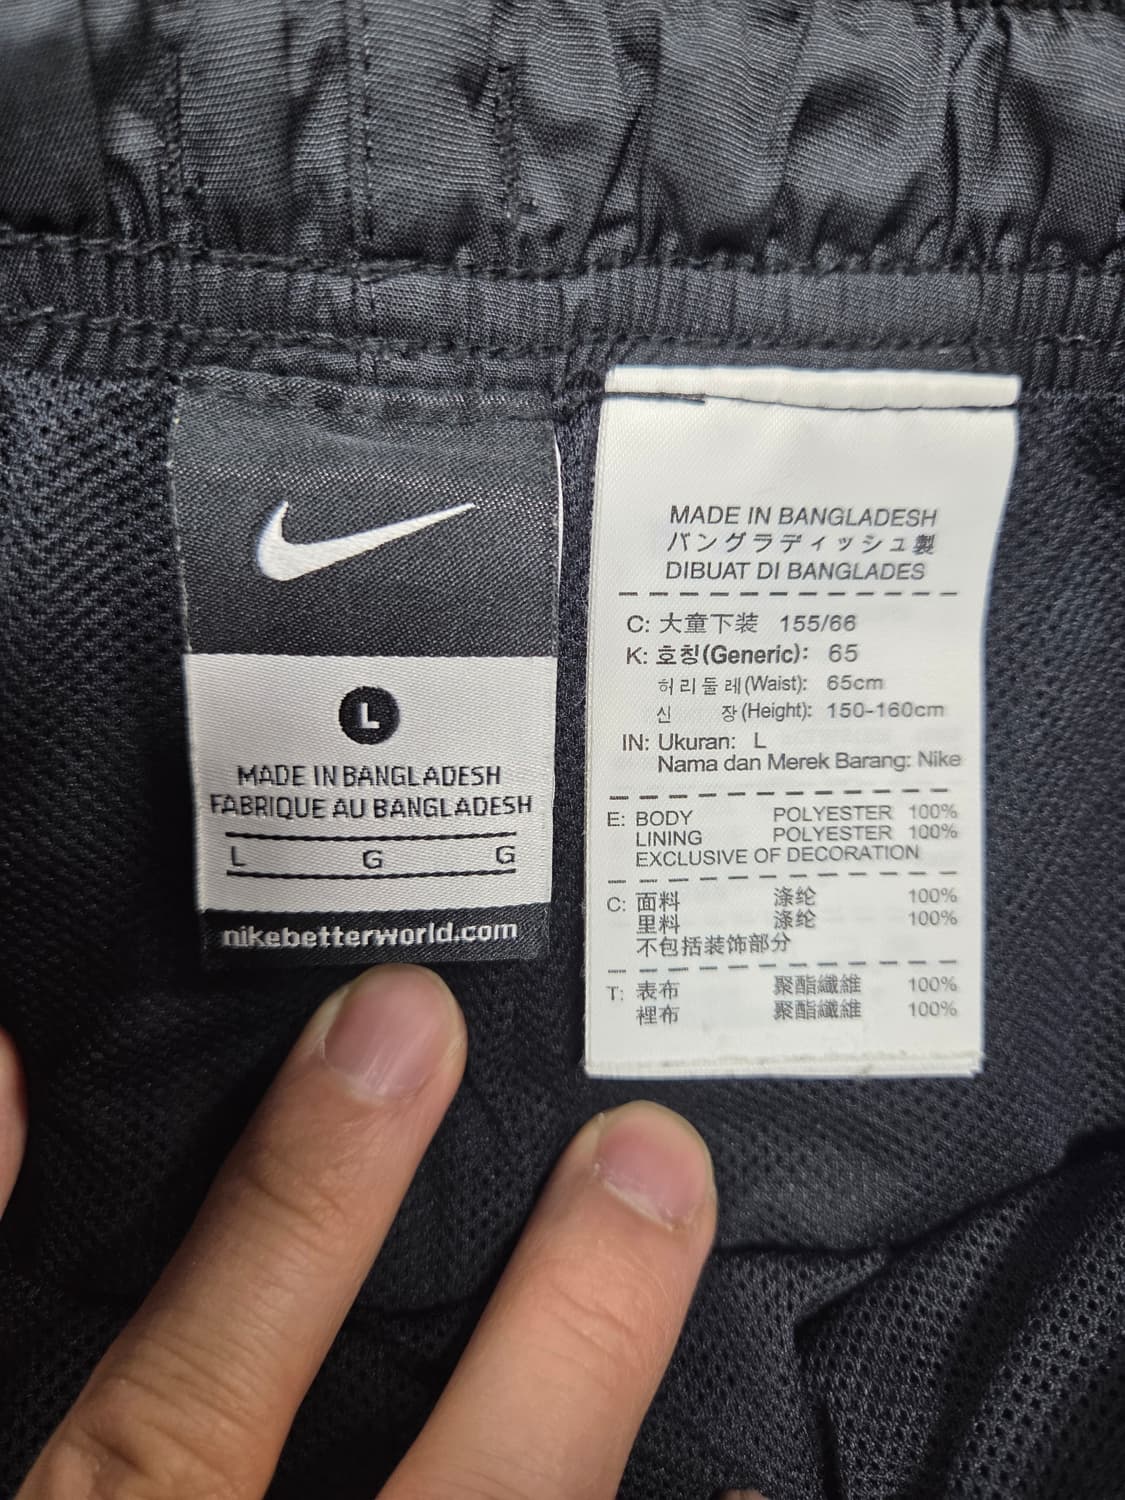 L
MADE IN BANGLADESH
FABRIQUE AU BANGLADESH
L G G
nikebetterworld.com
MADE IN BANGLADESH
バングラディッシュ製
DIBUAT DI BANGLADES
C: 大童下装 155/66
K: 호칭(Generic): 65
허리둘레(Waist): 65cm
신 장(Height): 150-160cm
IN: Ukuran: L
Nama dan Merek Barang: Nike
E: BODY POLYESTER 100%
LINING POLYESTER 100%
EXCLUSIVE OF DECORATION
C: 面料 涤纶 100%
里料 涤纶 100%
不包括装饰部分
T: 表布 聚酯纖維 100%
裡布 聚酯纖維 100%